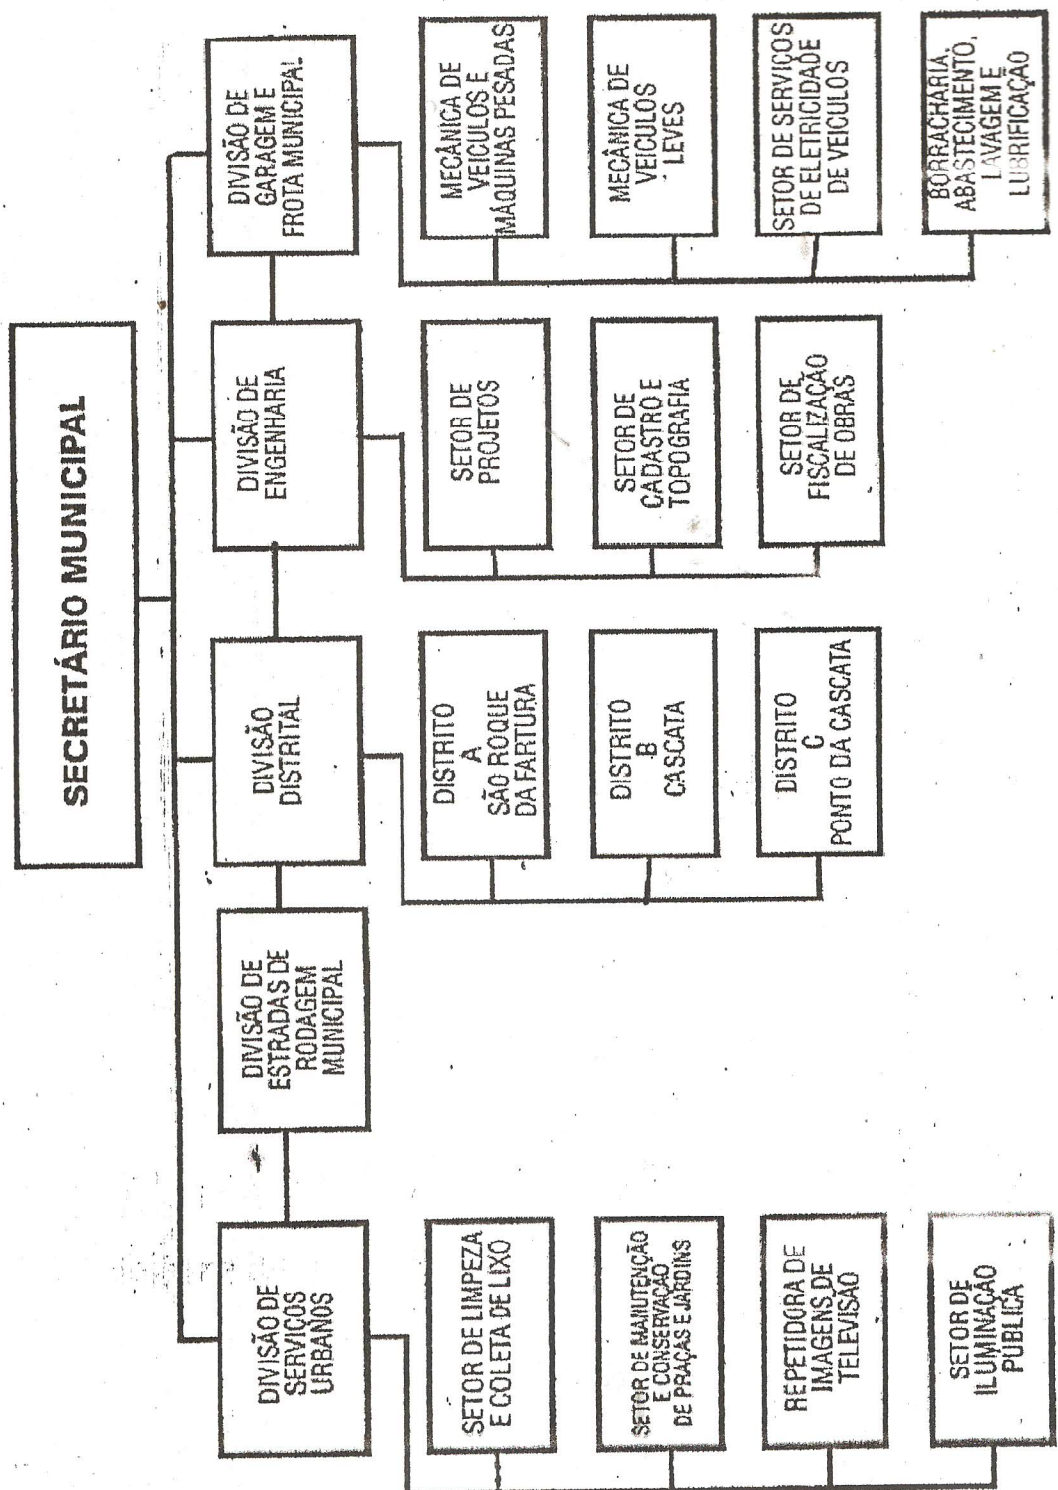 SECRETÁRIO MUNICIPAL
DIVISÃO DE
SERVIÇOS
URBANOS
DIVISÃO DE
ESTRADAS DE
RODAGEM
MUNICIPAL
DIVISÃO
DISTRITAL
DIVISÃO DE
ENGENHARIA
DIVISÃO DE
GARAGEM E
FROTA MUNICIPAL
SETOR DE LIMPEZA
E COLETA DE LIXO
SETOR DE MANUTENÇÃO
E CONSERVAÇÃO
DE PRAÇAS E JARDINS
REPETIDORA DE
IMAGENS DE
TELEVISÃO
SETOR DE
ILUMINAÇÃO
PÚBLICA
DISTRITO
A
SÃO ROQUE
DA FARTURA
DISTRITO
B
CASCATA
DISTRITO
C
PONTO DA CASCATA
SETOR DE
PROJETOS
SETOR DE
CADASTRO E
TOPOGRAFIA
SETOR DE
FISCALIZAÇÃO
DE OBRAS
MECÂNICA DE
VEICULOS E
MÁQUINAS PESADAS
MECÂNICA DE
VEICULOS
LEVES
SETOR DE SERVIÇOS
DE ELETRICIDADE
DE VEICULOS
BORRACHARIA,
ABASTECIMENTO,
LAVAGEM E
LUBRIFICAÇÃO